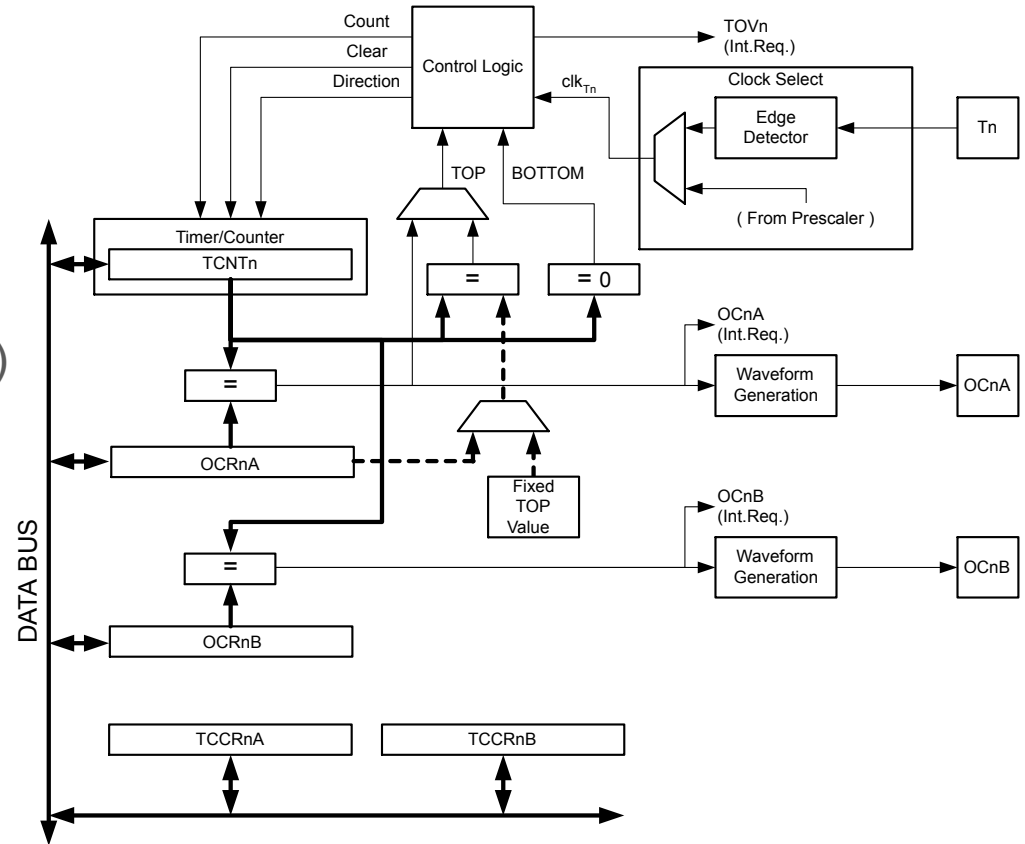 Count
Clear
Direction
Control Logic
TOVn
(Int.Req.)
clkTn
Clock Select
Edge
Detector
Tn
( From Prescaler )
TOP
BOTTOM
Timer/Counter
TCNTn
=
= 0
=
OCnA
(Int.Req.)
Waveform
Generation
OCnA
OCRnA
Fixed
TOP
Value
=
OCnB
(Int.Req.)
Waveform
Generation
OCnB
OCRnB
DATA BUS
TCCRnA
TCCRnB
)